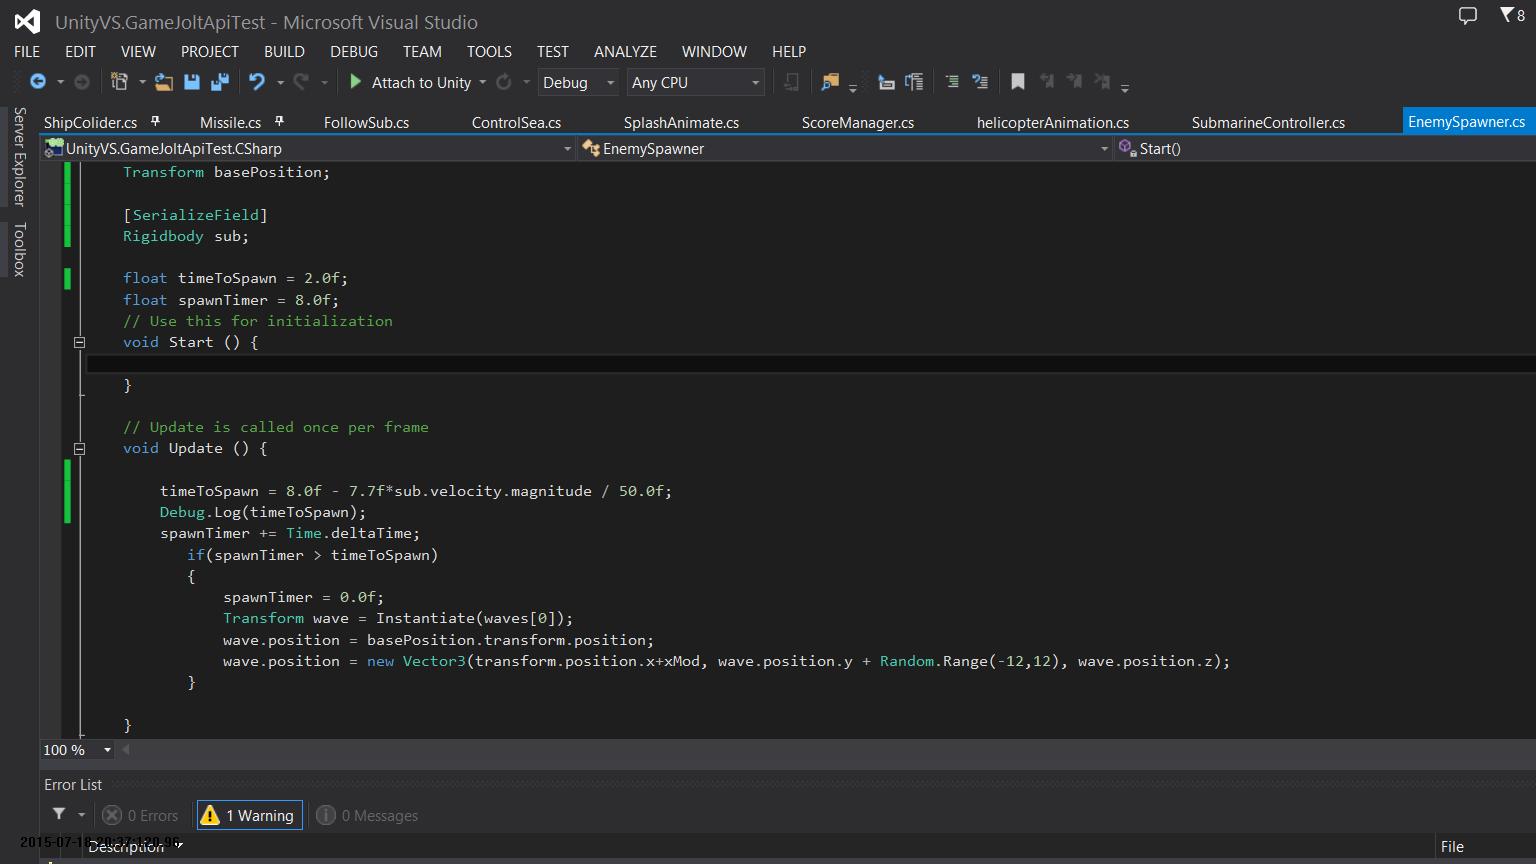 UnityVS.GameJoltApiTest - Microsoft Visual Studio
8
FILE EDIT VIEW PROJECT BUILD DEBUG TEAM TOOLS TEST ANALYZE WINDOW HELP
Attach to Unity Debug Any CPU
Server Explorer
Toolbox
ShipColider.cs Missile.cs FollowSub.cs ControlSea.cs SplashAnimate.cs ScoreManager.cs helicopterAnimation.cs SubmarineController.cs EnemySpawner.cs
UnityVS.GameJoltApiTest.CSharp EnemySpawner Start()
Transform basePosition;
[SerializeField]
Rigidbody sub;
float timeToSpawn = 2.0f;
float spawnTimer = 8.0f;
// Use this for initialization
void Start () {
}
// Update is called once per frame
void Update () {
timeToSpawn = 8.0f - 7.7f*sub.velocity.magnitude / 50.0f;
Debug.Log(timeToSpawn);
spawnTimer += Time.deltaTime;
if(spawnTimer > timeToSpawn)
{
spawnTimer = 0.0f;
Transform wave = Instantiate(waves[0]);
wave.position = basePosition.transform.position;
wave.position = new Vector3(transform.position.x+xMod, wave.position.y + Random.Range(-12,12), wave.position.z);
}
}
100 %
Error List
0 Errors 1 Warning 0 Messages
Description File